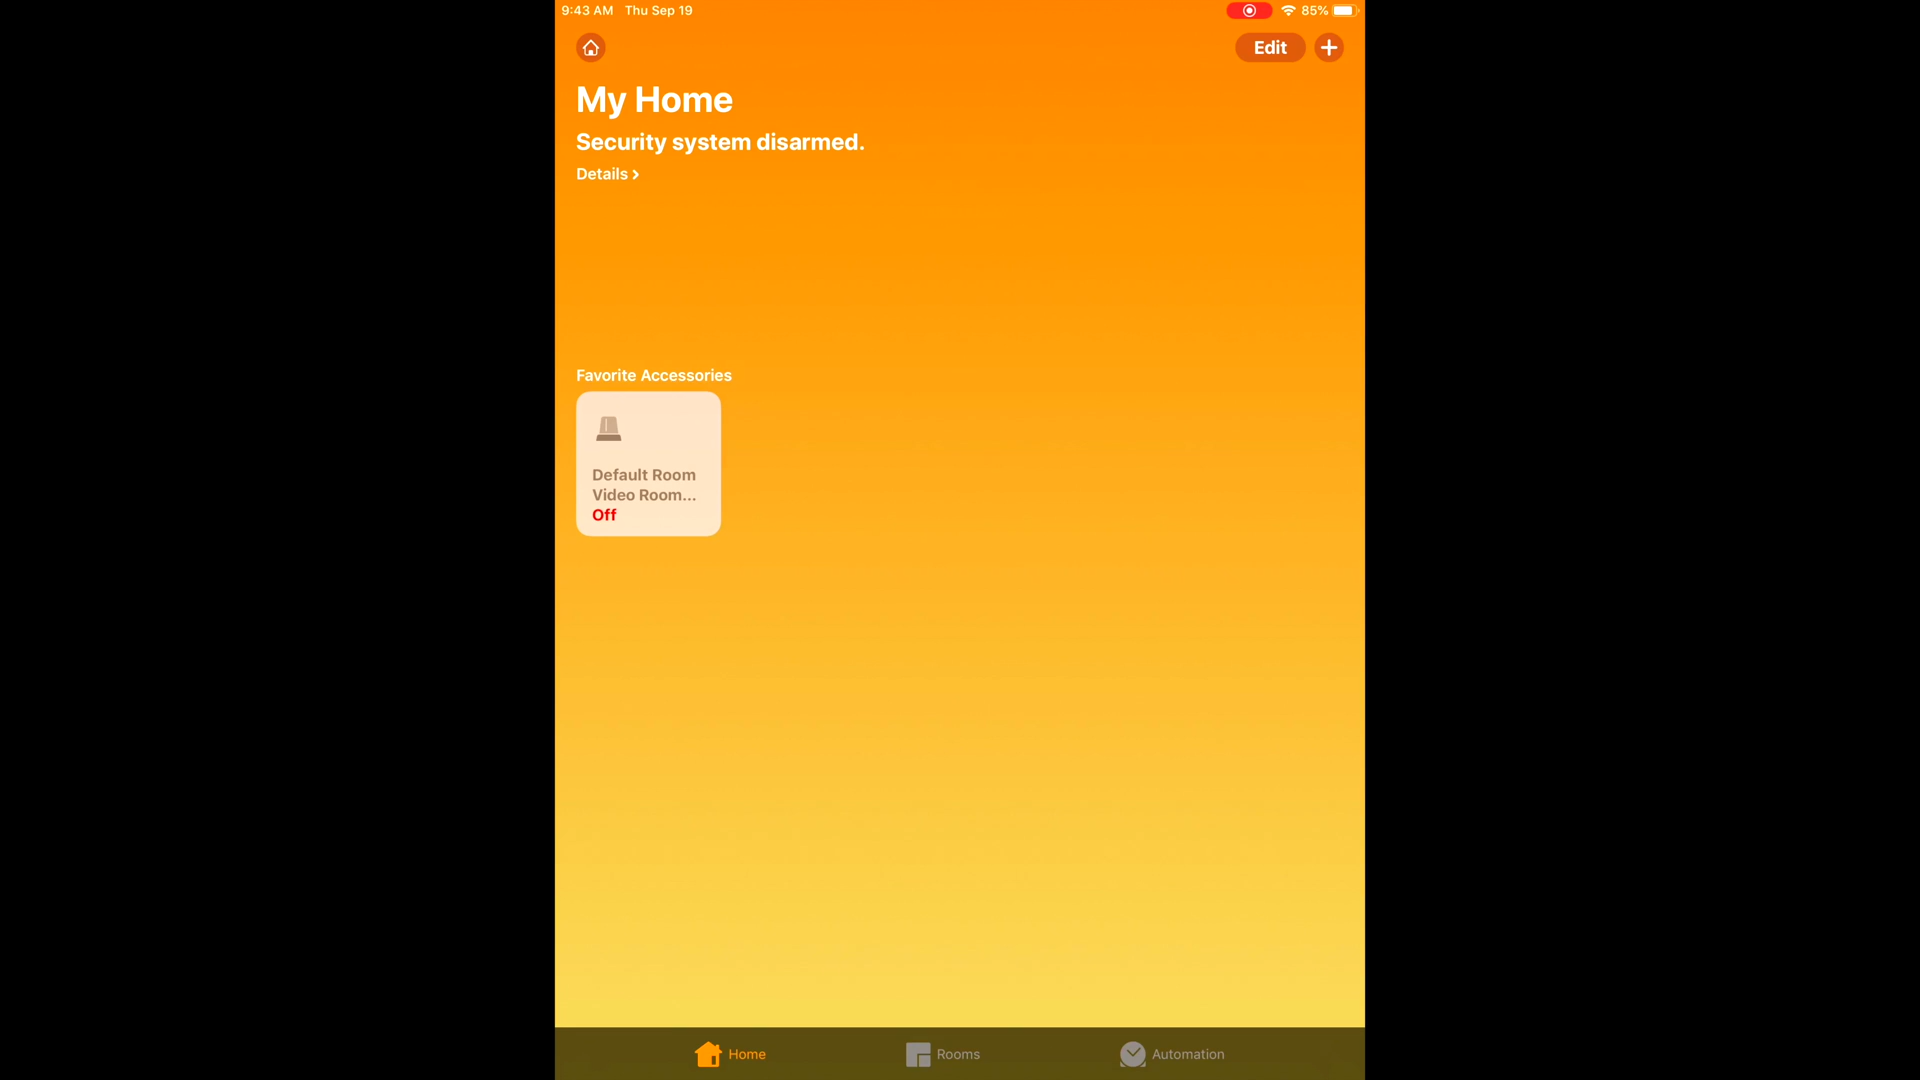 9:43 AM Thu Sep 19
85%
Edit
My Home
Security system disarmed.
Details
Favorite Accessories
Default Room
Video Room...
Off
Home
Rooms
Automation